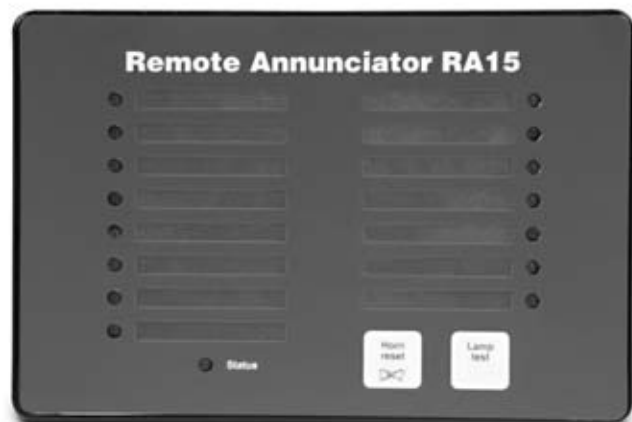 Remote Annunciator RA15
Status
Horn
reset
Lamp
test